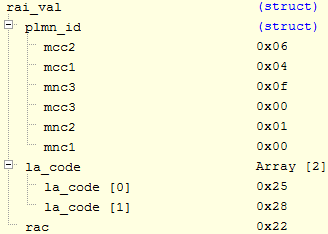 rai_val (struct)
plmn_id (struct)
mcc2 0x06
mcc1 0x04
mnc3 0x0f
mcc3 0x00
mnc2 0x01
mnc1 0x00
la_code Array [2]
la_code [0] 0x25
la_code [1] 0x28
rac 0x22